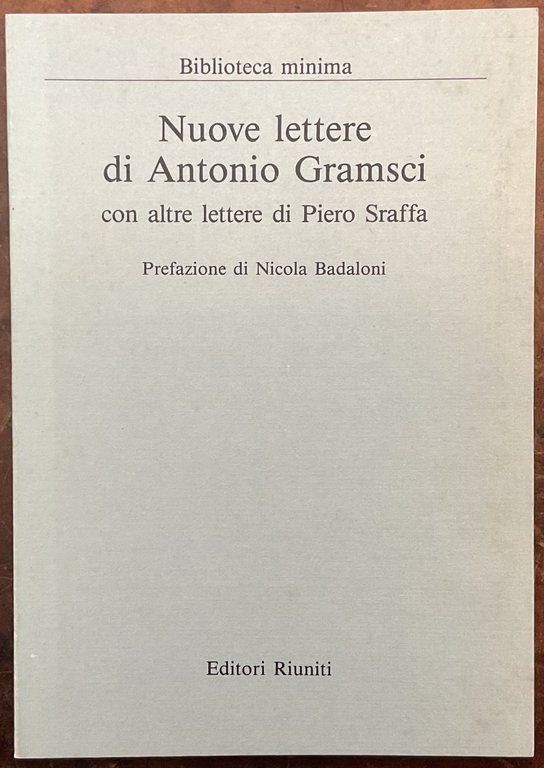 Biblioteca minima
Nuove lettere
di Antonio Gramsci
con altre lettere di Piero Sraffa
Prefazione di Nicola Badaloni
Editori Riuniti